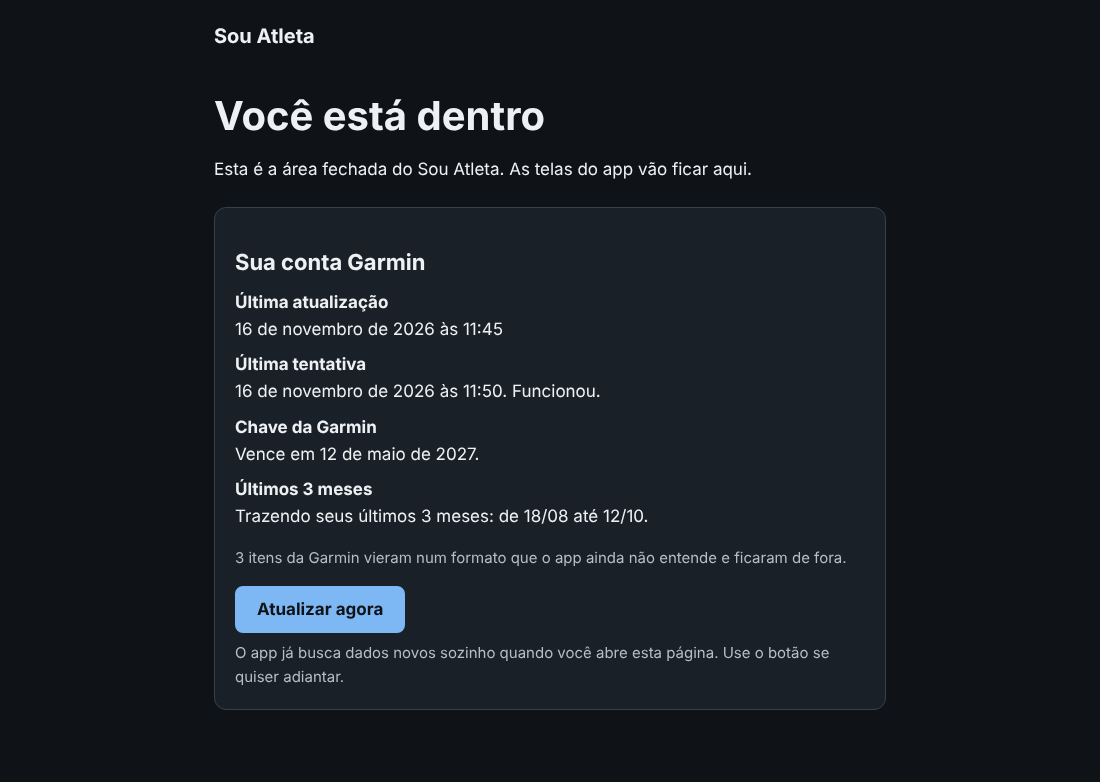 Sou Atleta
Você está dentro
Esta é a área fechada do Sou Atleta. As telas do app vão ficar aqui.
Sua conta Garmin
Última atualização
16 de novembro de 2026 às 11:45
Última tentativa
16 de novembro de 2026 às 11:50. Funcionou.
Chave da Garmin
Vence em 12 de maio de 2027.
Últimos 3 meses
Trazendo seus últimos 3 meses: de 18/08 até 12/10.
3 itens da Garmin vieram num formato que o app ainda não entende e ficaram de fora.
Atualizar agora
O app já busca dados novos sozinho quando você abre esta página. Use o botão se
quiser adiantar.